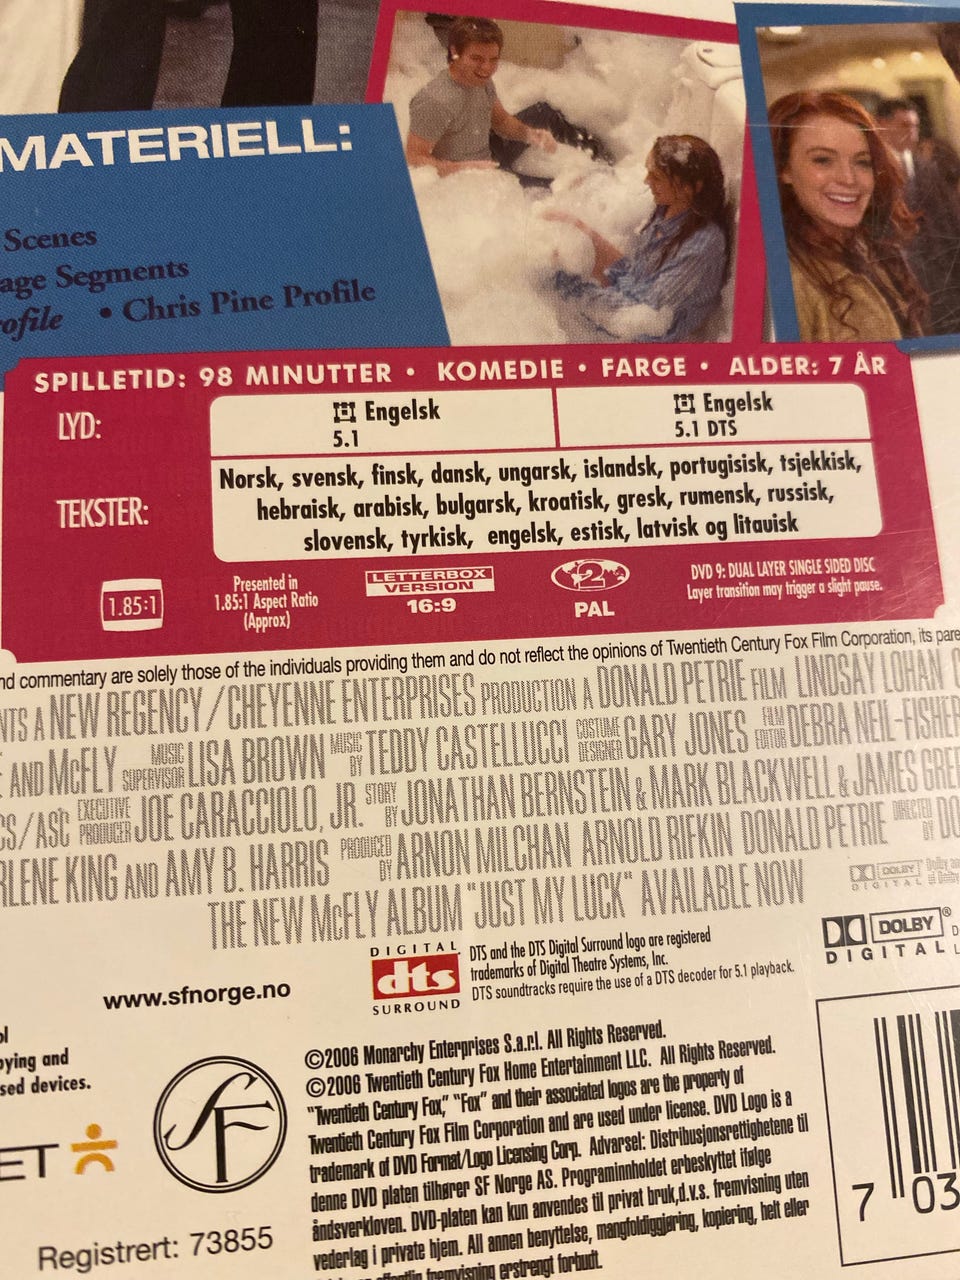 MATERIELL:
Scenes
age Segments
ofile • Chris Pine Profile
SPILLETID: 98 MINUTTER • KOMEDIE • FARGE • ALDER: 7 ÅR
LYD:
Engelsk
5.1
Engelsk
5.1 DTS
TEKSTER:
Norsk, svensk, finsk, dansk, ungarsk, islandsk, portugisisk, tsjekkisk,
hebraisk, arabisk, bulgarsk, kroatisk, gresk, rumensk, russisk,
slovensk, tyrkisk, engelsk, estisk, latvisk og litauisk
1.85:1
Presented in
1.85:1 Aspect Ratio
(Approx)
LETTERBOX
VERSION
16:9
2
PAL
DVD 9: DUAL LAYER SINGLE SIDED DISC
Layer transition may trigger a slight pause.
nd commentary are solely those of the individuals providing them and do not reflect the opinions of Twentieth Century Fox Film Corporation, its pare
NTS A NEW REGENCY / CHEYENNE ENTERPRISES PRODUCTION A DONALD PETRIE FILM LINDSAY LOHAN C
E AND McFLY MUSIC SUPERVISOR LISA BROWN MUSIC BY TEDDY CASTELLUCCI COSTUME DESIGNER GARY JONES FILM EDITOR DEBRA NEIL-FISHER
CS/ASC EXECUTIVE PRODUCER JOE CARACCIOLO, JR. STORY BY JONATHAN BERNSTEIN & MARK BLACKWELL & JAMES GRE
RLENE KING AND AMY B. HARRIS PRODUCED BY ARNON MILCHAN ARNOLD RIFKIN DONALD PETRIE DIRECTED BY DO
THE NEW McFLY ALBUM "JUST MY LUCK" AVAILABLE NOW
DOLBY
DIGITAL
www.sfnorge.no
DIGITAL
dts
SURROUND
DTS and the DTS Digital Surround logo are registered
trademarks of Digital Theatre Systems, Inc.
DTS soundtracks require the use of a DTS decoder for 5.1 playback.
DOLBY®
DIGITAL
ol
pying and
sed devices.
SF
ET
©2006 Monarchy Enterprises S.a.r.l. All Rights Reserved.
©2006 Twentieth Century Fox Home Entertainment LLC. All Rights Reserved.
"Twentieth Century Fox," "Fox" and their associated logos are the property of
Twentieth Century Fox Film Corporation and are used under license. DVD Logo is a
trademark of DVD Format/Logo Licensing Corp. Advarsel: Distribusjonsrettighetene til
denne DVD platen tilhører SF Norge AS. Programinnholdet erbeskyttet ifølge
åndsverkloven. DVD-platen kan kun anvendes til privat bruk,d.v.s. fremvisning uten
vederlag i private hjem. All annen benyttelse, mangfoldiggjøring, kopiering, helt eller
offentlig fremvisning erstrengt forbudt.
Registrert: 73855
7 03